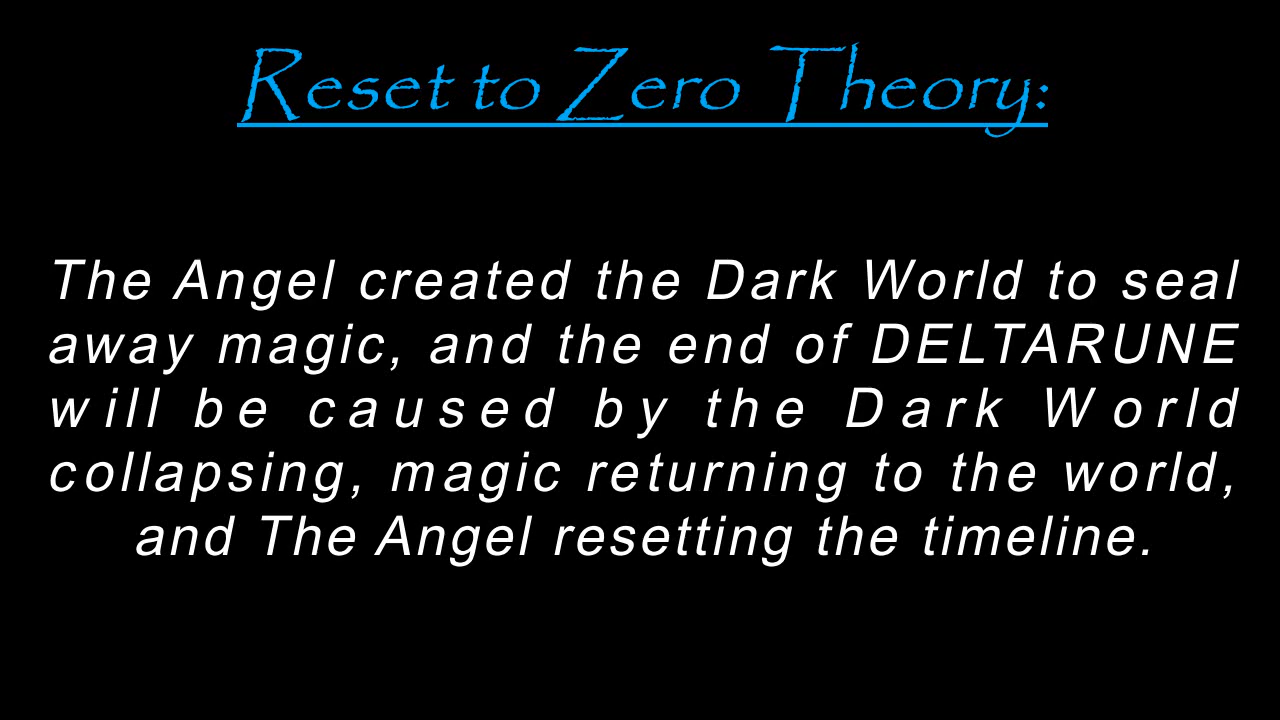 Reset to Zero Theory:
The Angel created the Dark World to seal
away magic, and the end of DELTARUNE
will be caused by the Dark World
collapsing, magic returning to the world,
and The Angel resetting the timeline.